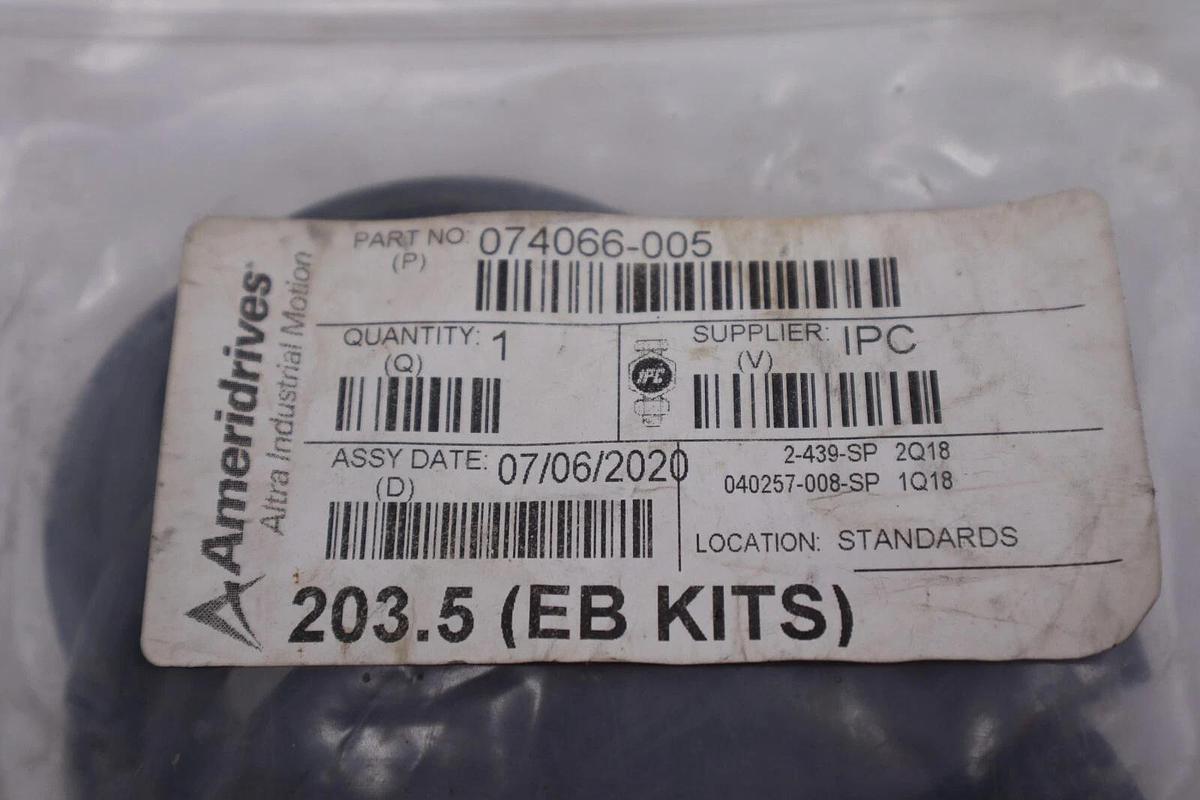 Ameridrives
Altra Industrial Motion
PART NO: 074066-005
(P)
QUANTITY: 1
(Q)
IPC
SUPPLIER: IPC
(V)
ASSY DATE: 07/06/2020
(D)
2-439-SP 2Q18
040257-008-SP 1Q18
LOCATION: STANDARDS
203.5 (EB KITS)